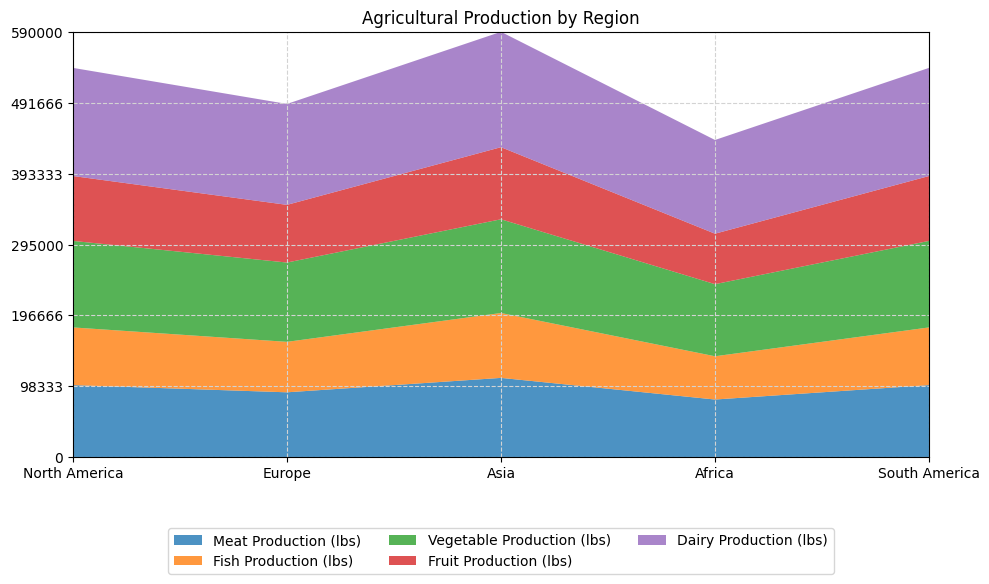 Agricultural Production by Region
590000
491666
393333
295000
196666
98333
0
North America Europe Asia Africa South America
Meat Production (lbs) Vegetable Production (lbs) Dairy Production (lbs)
Fish Production (lbs) Fruit Production (lbs)